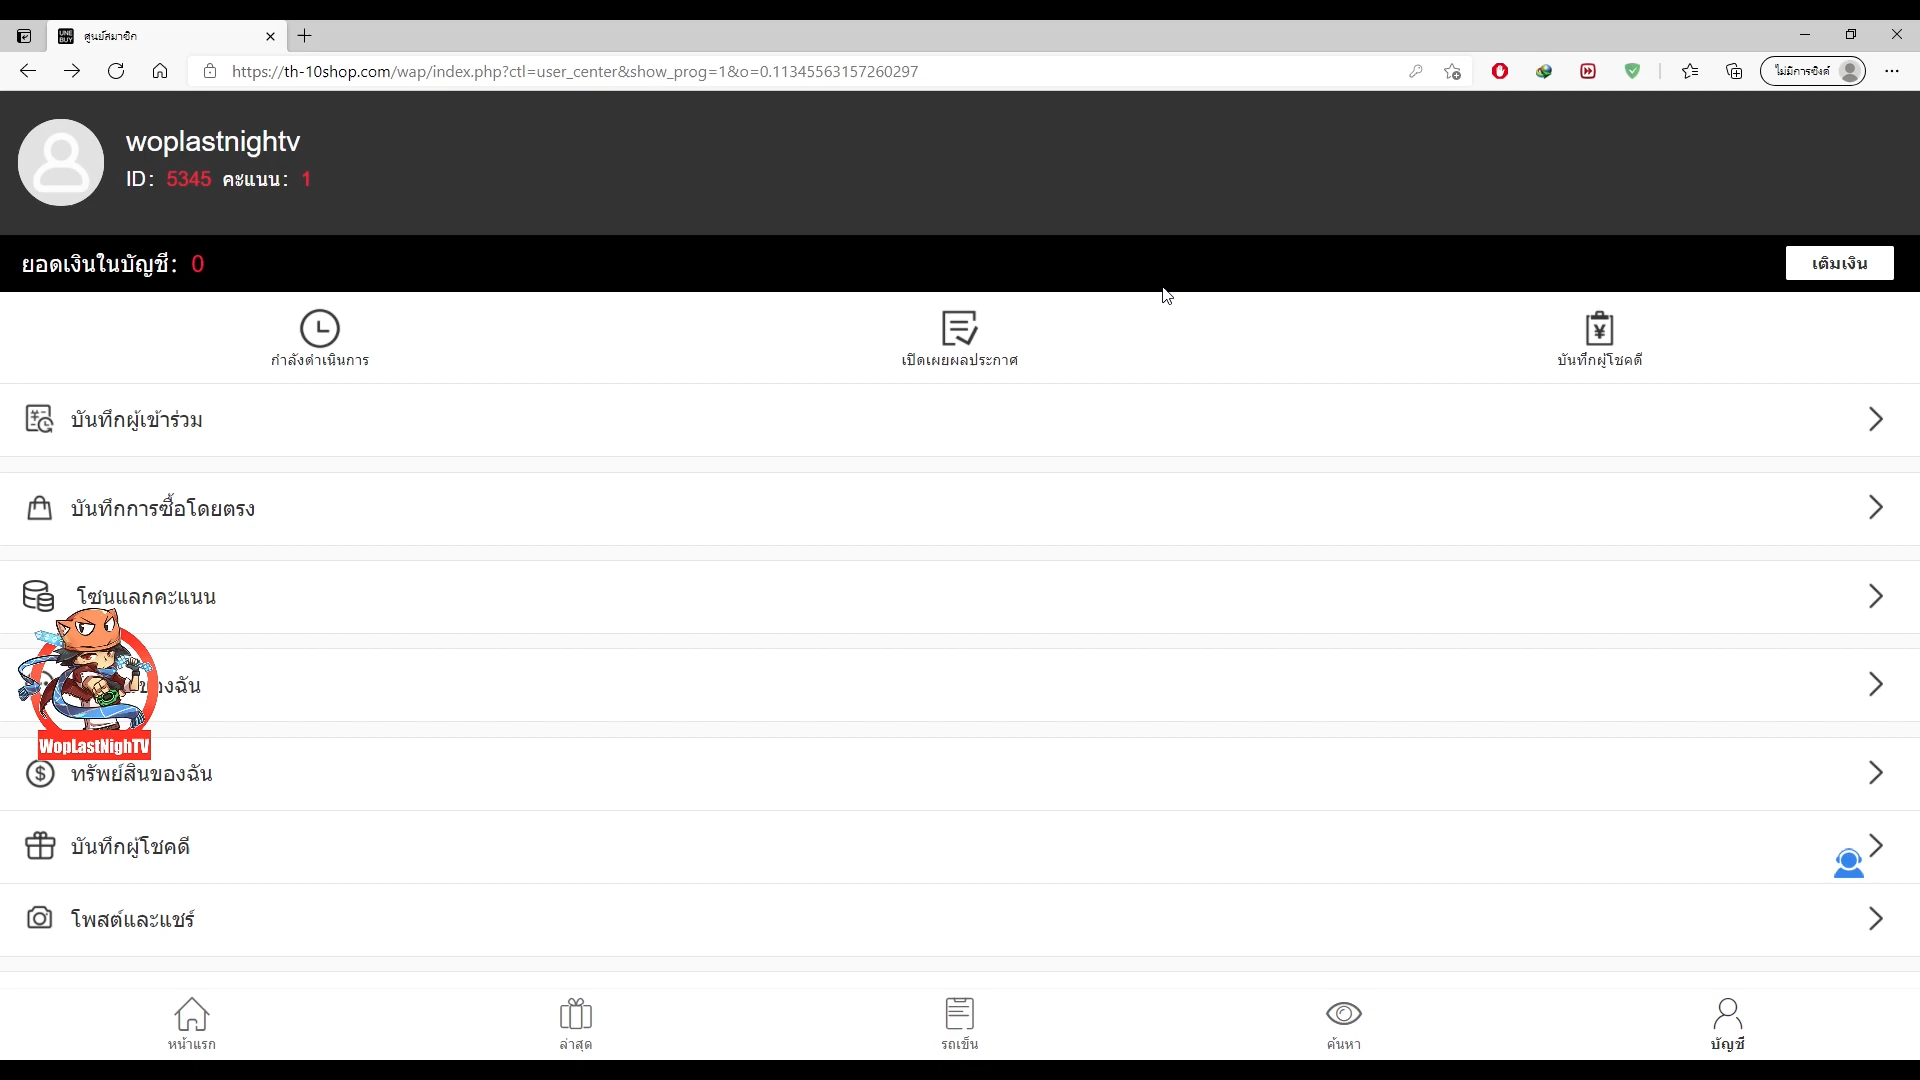 ศูนย์สมาชิก
https://th-10shop.com/wap/index.php?ctl=user_center&show_prog=1&o=0.11345563157260297
ไม่มีการซิงค์
woplastnightv
ID: 5345 คะแนน: 1
ยอดเงินในบัญชี: 0
เติมเงิน
กำลังดำเนินการ
เปิดเผยผลประกาศ
บันทึกผู้โชคดี
บันทึกผู้เข้าร่วม
บันทึกการซื้อโดยตรง
โซนแลกคะแนน
ของฉัน
WopLastNighTV
ทรัพย์สินของฉัน
บันทึกผู้โชคดี
โพสต์และแชร์
หน้าแรก
ล่าสุด
รถเข็น
ค้นหา
บัญชี